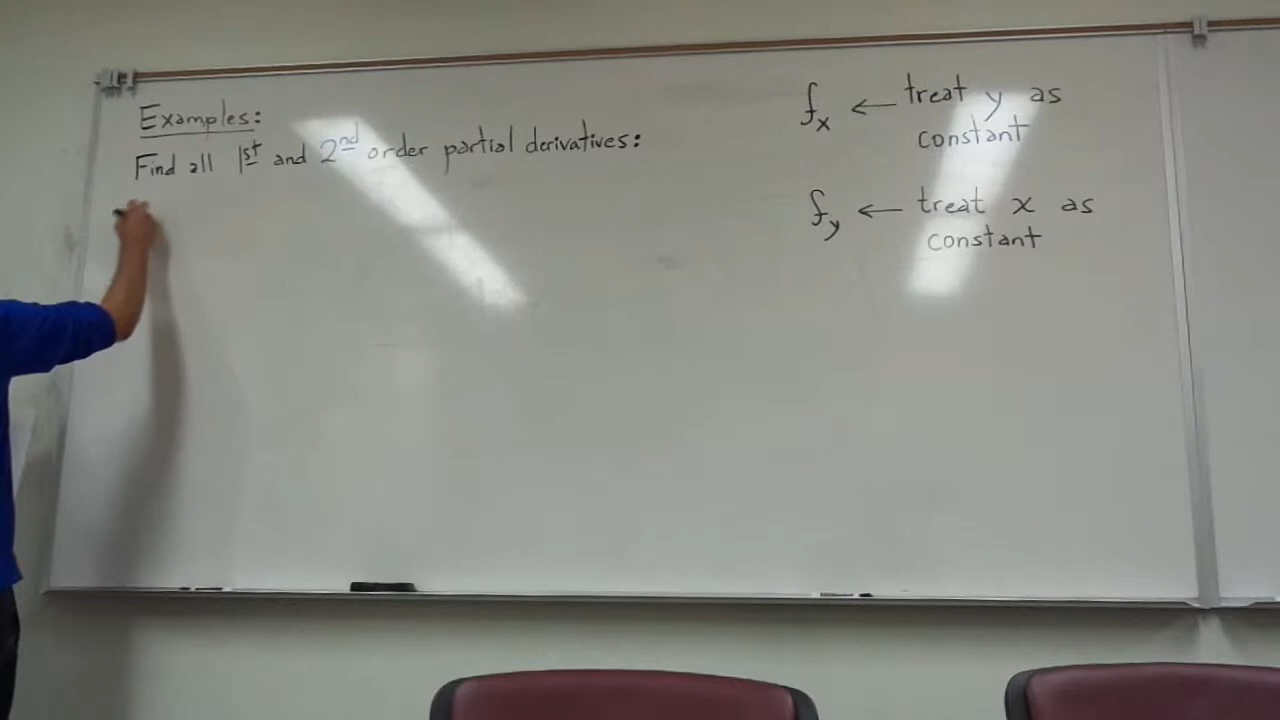 Examples:
Find all 1st and 2nd order partial derivatives:
fx ← treat y as
constant
fy ← treat x as
constant